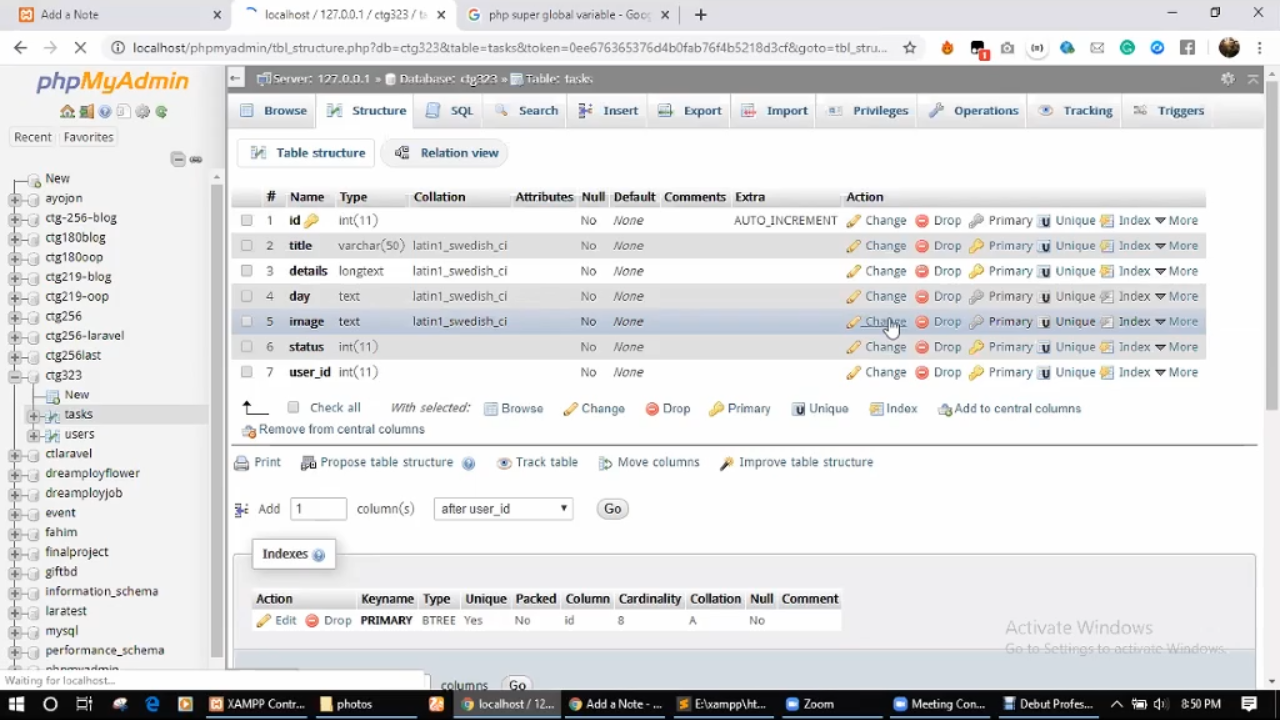 Add a Note
localhost / 127.0.0.1 / ctg323 / ta
php super global variable - Goog
localhost/phpmyadmin/tbl_structure.php?db=ctg323&table=tasks&token=0ee676365376d4b0fab76f4b5218d3cf&goto=tbl_stru...
1
phpMyAdmin
Recent Favorites
New
ayojon
ctg-256-blog
ctg180blog
ctg180oop
ctg219-blog
ctg219-oop
ctg256
ctg256-laravel
ctg256last
ctg323
New
tasks
users
ctlaravel
dreamployflower
dreamployjob
event
fahim
finalproject
giftbd
information_schema
laratest
mysql
performance_schema
phpmyadmin
Waiting for localhost...
Server: 127.0.0.1 » Database: ctg323 » Table: tasks
Browse Structure SQL Search Insert Export Import Privileges Operations Tracking Triggers
Table structure Relation view
# Name Type Collation Attributes Null Default Comments Extra Action
1 id int(11) No None AUTO_INCREMENT Change Drop Primary Unique Index More
2 title varchar(50) latin1_swedish_ci No None Change Drop Primary Unique Index More
3 details longtext latin1_swedish_ci No None Change Drop Primary Unique Index More
4 day text latin1_swedish_ci No None Change Drop Primary Unique Index More
5 image text latin1_swedish_ci No None Change Drop Primary Unique Index More
6 status int(11) No None Change Drop Primary Unique Index More
7 user_id int(11) No None Change Drop Primary Unique Index More
Check all With selected: Browse Change Drop Primary Unique Index Add to central columns
Remove from central columns
Print Propose table structure Track table Move columns Improve table structure
Add 1 column(s) after user_id Go
Indexes
Action Keyname Type Unique Packed Column Cardinality Collation Null Comment
Edit Drop PRIMARY BTREE Yes No id 8 A No
columns Go
Activate Windows
Go to Settings to activate Windows.
XAMPP Contr... photos localhost / 12... Add a Note - ... E:\xampp\ht... Zoom Meeting Con... Debut Profes... 8:50 PM